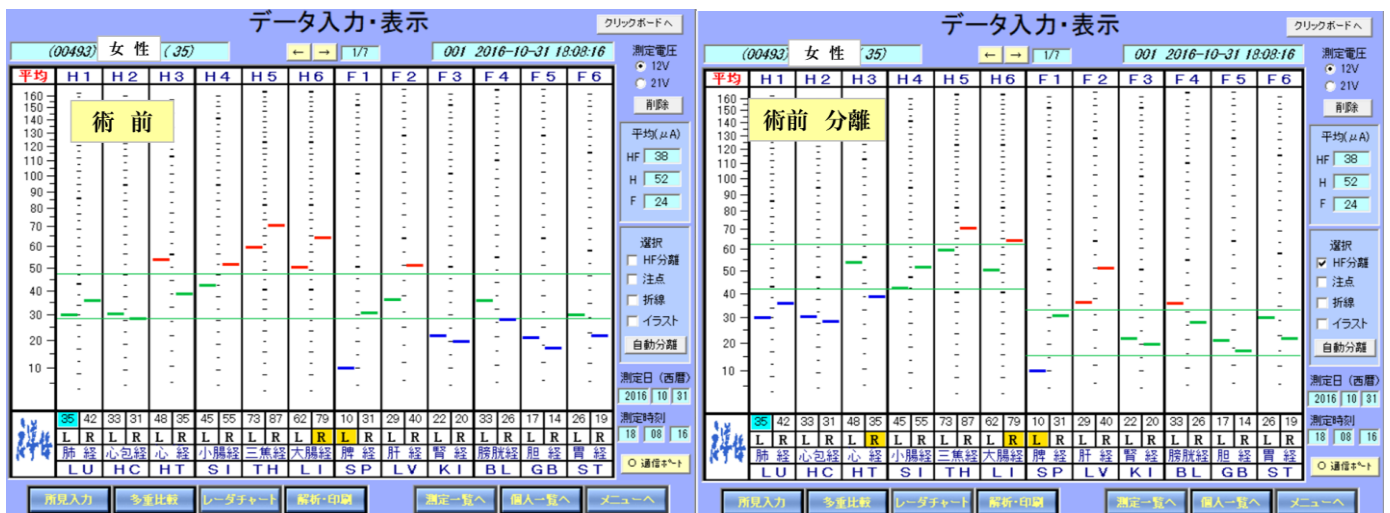 データ入力・表示
クリックボードへ
(00493) 女 性 ( 35)
← → 1/7
001 2016-10-31 18:08:16
測定電圧
12V
21V
削除
平均 H1 H2 H3 H4 H5 H6 F1 F2 F3 F4 F5 F6
術 前
160
150
140
130
120
110
100
90
80
70
60
50
40
30
20
10
平均(μA)
HF 38
H 52
F 24
選択
HF分離
注点
折線
イラスト
自動分離
測定日(西暦)
2016 10 31
測定時刻
18 08 16
通信ポート
35 42 33 31 48 35 45 55 73 87 62 79 10 31 29 40 22 20 33 26 17 14 26 19
L R L R L R L R L R L R L R L R L R L R L R L R
肺 経 心包経 心 経 小腸経 三焦経 大腸経 脾 経 肝 経 腎 経 膀胱経 胆 経 胃 経
LU HC HT SI TH LI SP LV KI BL GB ST
所見入力 多重比較 レーダチャート 解析・印刷 測定一覧へ 個人一覧へ メニューへ
データ入力・表示
クリックボードへ
(00493) 女 性 35)
← → 1/7
001 2016-10-31 18:08:16
測定電圧
12V
21V
削除
平均 H1 H2 H3 H4 H5 H6 F1 F2 F3 F4 F5 F6
術前 分離
160
150
140
130
120
110
100
90
80
70
60
50
40
30
20
10
平均(μA)
HF 38
H 52
F 24
選択
HF分離
注点
折線
イラスト
自動分離
測定日(西暦)
2016 10 31
測定時刻
18 08 16
通信ポート
35 42 33 31 48 35 45 55 73 87 62 79 10 31 29 40 22 20 33 26 17 14 26 19
L R L R L R L R L R L R L R L R L R L R L R L R
肺 経 心包経 心 経 小腸経 三焦経 大腸経 脾 経 肝 経 腎 経 膀胱経 胆 経 胃 経
LU HC HT SI TH LI SP LV KI BL GB ST
所見入力 多重比較 レーダチャート 解析・印刷 測定一覧へ 個人一覧へ メニューへ